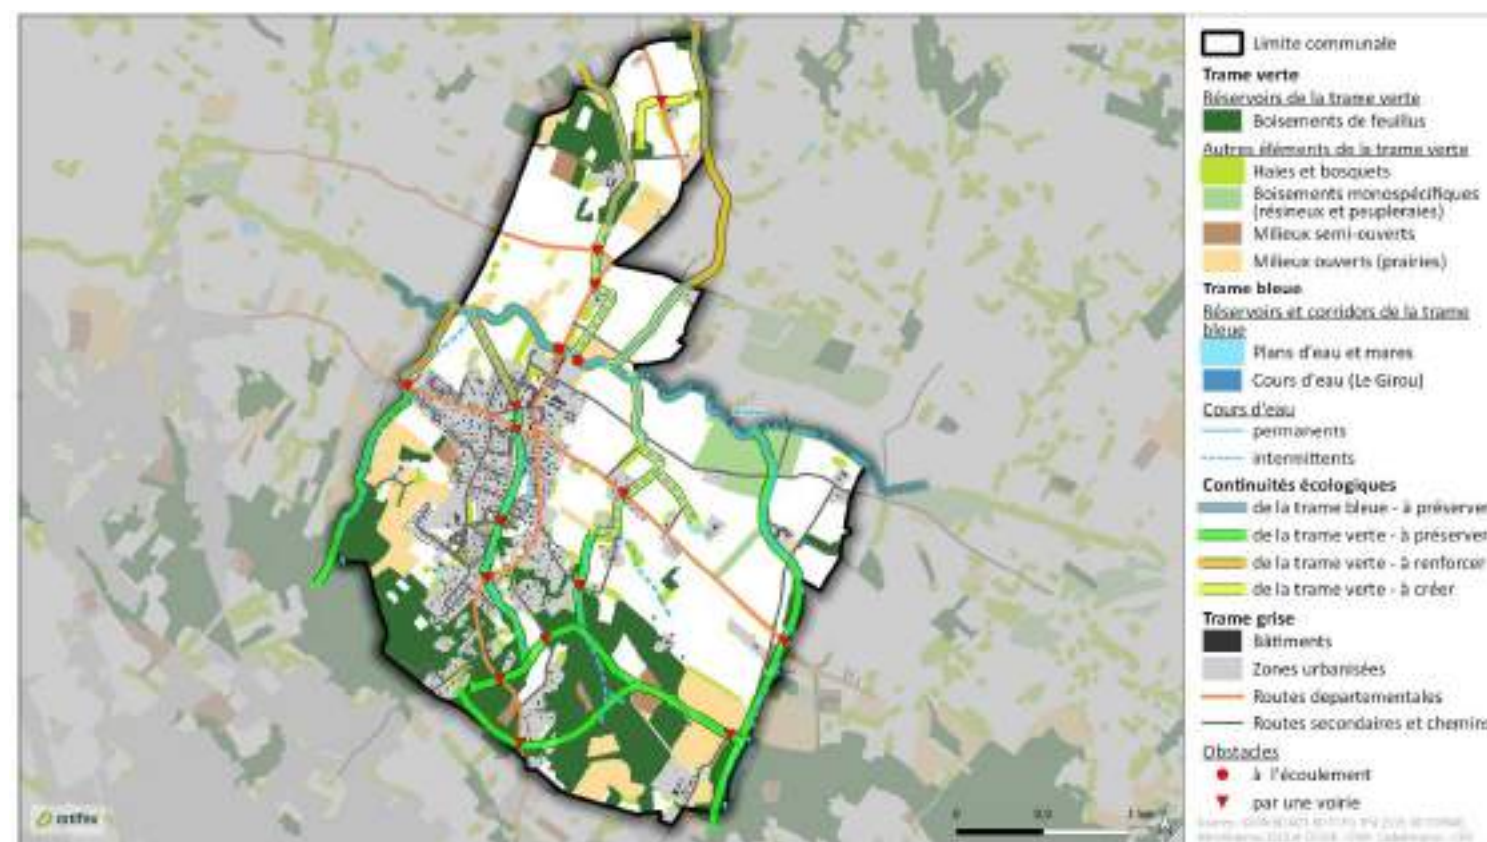 Limite communale
Trame verte
Réservoirs de la trame verte
Boisements de feuillus
Autres éléments de la trame verte
Haies et bosquets
Boisements monospécifiques
(résineux et peupleraies)
Milieux semi-ouverts
Milieux ouverts (prairies)
Trame bleue
Réservoirs et corridors de la trame
bleue
Plans d'eau et mares
Cours d'eau (Le Girou)
Cours d'eau
permanents
intermittents
Continuités écologiques
de la trame bleue - à préserver
de la trame verte - à préserver
de la trame verte - à renforcer
de la trame verte - à créer
Trame grise
Bâtiments
Zones urbanisées
Routes departementales
Routes secondaires et chemins
Obstacles
à l'écoulement
par une voirie